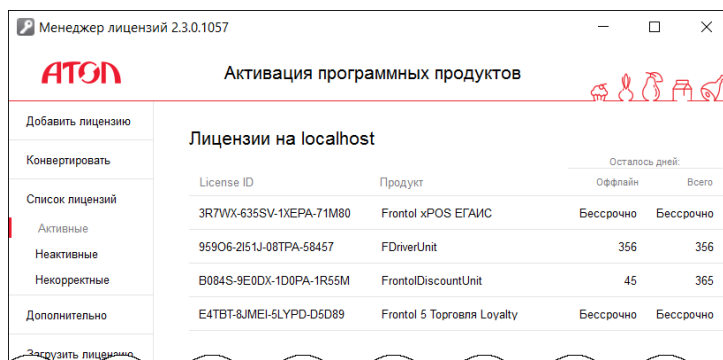 Менеджер лицензий 2.3.0.1057
АТОЛ
Активация программных продуктов
Добавить лицензию
Конвертировать
Список лицензий
Активные
Неактивные
Некорректные
Дополнительно
Загрузить лицензию
Лицензии на localhost
Осталось дней:
License ID Продукт Оффлайн Всего
3R7WX-635SV-1XEPA-71M80 Frontol xPOS ЕГАИС Бессрочно Бессрочно
959O6-2I51J-08TPA-58457 FDriverUnit 356 356
B084S-9E0DX-1D0PA-1R55M FrontolDiscountUnit 45 365
E4TBT-8JMEI-5LYPD-D5D89 Frontol 5 Торговля Loyalty Бессрочно Бессрочно